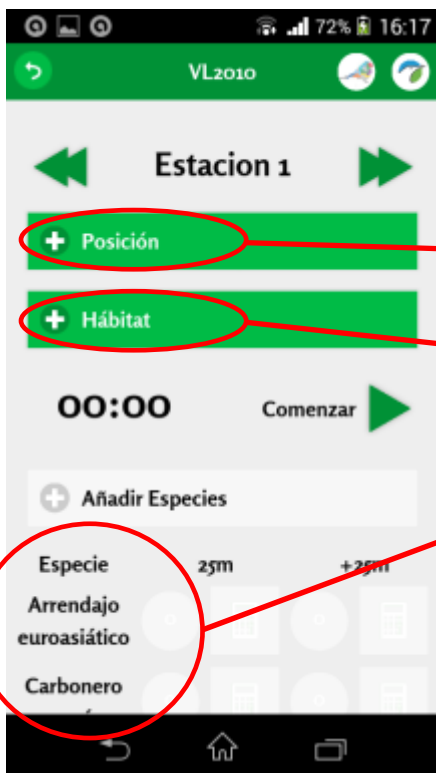 72% 16:17
VL2010
Estacion 1
Posición
Hábitat
00:00 Comenzar
Añadir Especies
Especie 25m +25m
Arrendajo
euroasiático
Carbonero